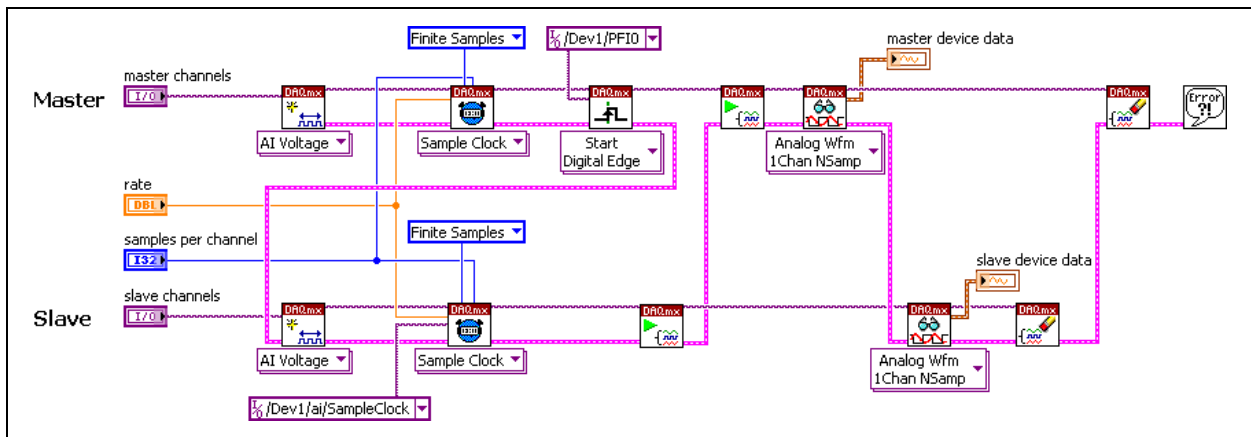 Finite Samples
/Dev1/PFI0
master device data
master channels
Master
I/O
DAQmx
DAQmx
DAQmx
DAQmx
DAQmx
DAQmx
Error
?!
AI Voltage
Sample Clock
Start
Digital Edge
Analog Wfm
1Chan NSamp
rate
DBL
samples per channel
I32
Finite Samples
slave device data
slave channels
Slave
I/O
DAQmx
DAQmx
DAQmx
DAQmx
DAQmx
AI Voltage
Sample Clock
Analog Wfm
1Chan NSamp
/Dev1/ai/SampleClock